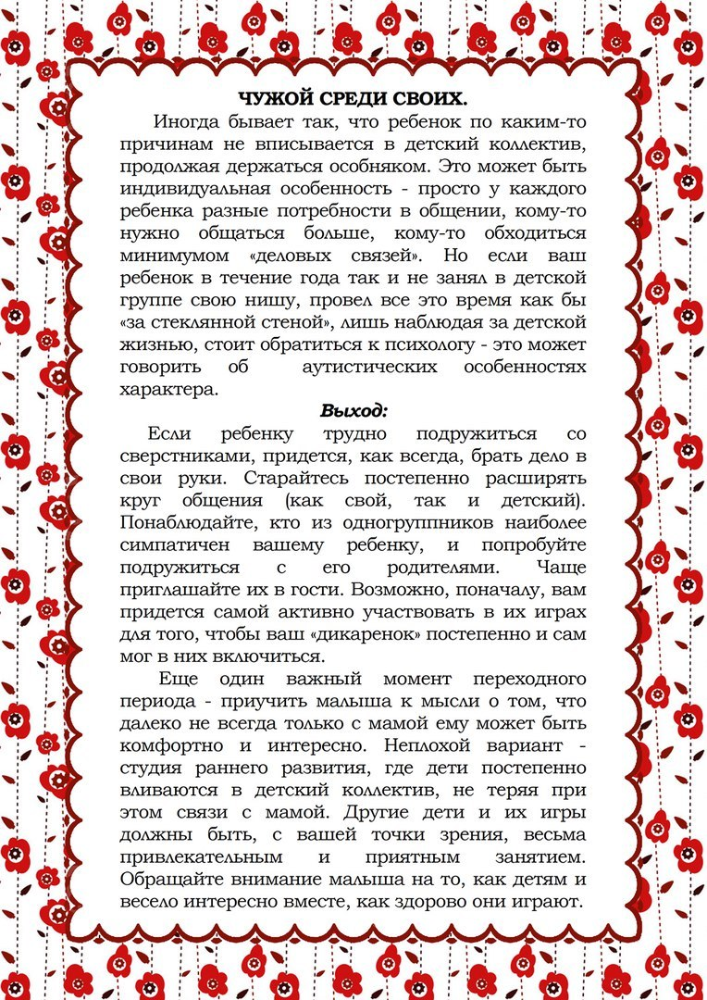 ЧУЖОЙ СРЕДИ СВОИХ.
Иногда бывает так, что ребенок по каким-то
причинам не вписывается в детский коллектив,
продолжая держаться особняком. Это может быть
индивидуальная особенность - просто у каждого
ребенка разные потребности в общении, кому-то
нужно общаться больше, кому-то обходиться
минимумом «деловых связей». Но если ваш
ребенок в течение года так и не занял в детской
группе свою нишу, провел все это время как бы
«за стеклянной стеной», лишь наблюдая за детской
жизнью, стоит обратиться к психологу - это может
говорить об аутистических особенностях
характера.
Выход:
Если ребенку трудно подружиться со
сверстниками, придется, как всегда, брать дело в
свои руки. Старайтесь постепенно расширять
круг общения (как свой, так и детский).
Понаблюдайте, кто из одногруппников наиболее
симпатичен вашему ребенку, и попробуйте
подружиться с его родителями. Чаще
приглашайте их в гости. Возможно, поначалу, вам
придется самой активно участвовать в их играх
для того, чтобы ваш «дикаренок» постепенно и сам
мог в них включиться.
Еще один важный момент переходного
периода - приучить малыша к мысли о том, что
далеко не всегда только с мамой ему может быть
комфортно и интересно. Неплохой вариант -
студия раннего развития, где дети постепенно
вливаются в детский коллектив, не теряя при
этом связи с мамой. Другие дети и их игры
должны быть, с вашей точки зрения, весьма
привлекательным и приятным занятием.
Обращайте внимание малыша на то, как детям и
весело интересно вместе, как здорово они играют.